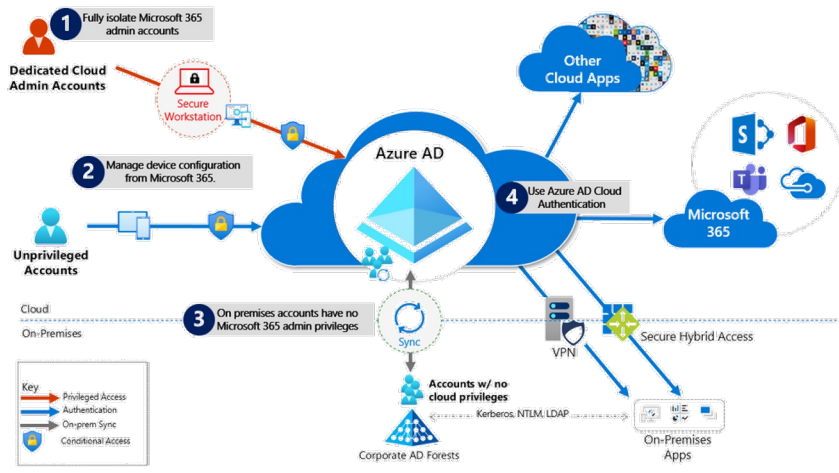 1
Fully isolate Microsoft 365
admin accounts
Dedicated Cloud
Admin Accounts
Secure
Workstation
Other
Cloud Apps
Azure AD
2
Manage device configuration
from Microsoft 365.
4
Use Azure AD Cloud
Authentication
S
T
Microsoft
365
Unprivileged
Accounts
3
On premises accounts have no
Microsoft 365 admin privileges
Cloud
On-Premises
Sync
VPN
Secure Hybrid Access
Key
Privileged Access
Authentication
On-prem Sync
Conditional Access
Accounts w/ no
cloud privileges
Kerberos, NTLM, LDAP
Corporate AD Forests
On-Premises
Apps